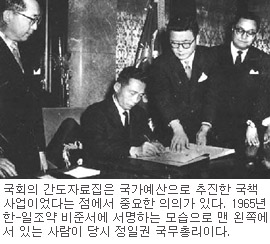 국회의 간도자료집은 국가예산으로 추진한 국책
사업이었다는 점에서 중요한 의의가 있다. 1965년
한-일조약 비준서에 서명하는 모습으로 맨 왼쪽에
서 있는 사람이 당시 정일권 국무총리이다.